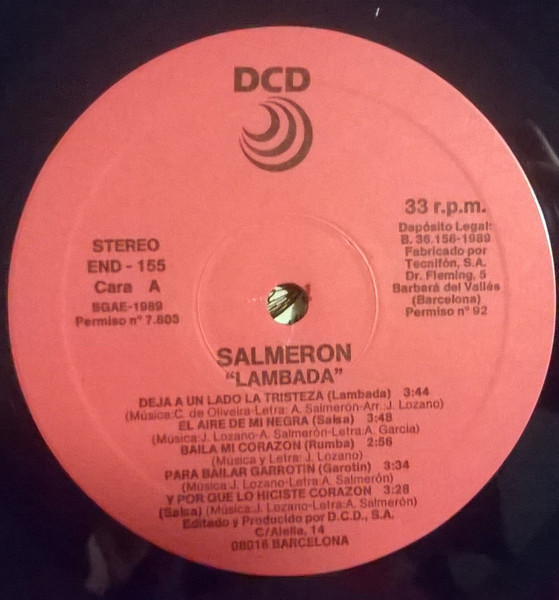 DCD
STEREO
END - 155
Cara A
SGAE-1989
Permiso nº 7.803
33 r.p.m.
Depósito Legal:
B. 36.156-1989
Fabricado por
Tecnifón, S.A.
Dr. Fleming, 5
Barbará del Vallés
(Barcelona)
Permiso nº 92
SALMERON
"LAMBADA"
DEJA A UN LADO LA TRISTEZA (Lambada) 3:44
(Música:C. de Oliveira-Letra: A. Salmerón-Arr.:J. Lozano)
EL AIRE DE MI NEGRA (Salsa) 3:48
(Música:J. Lozano-A. Salmerón-Letra:A. García)
BAILA MI CORAZON (Rumba) 2:56
(Música y Letra: J. Lozano)
PARA BAILAR GARROTIN (Garotín) 3:34
(Música:J. Lozano-Letra:A. Salmerón)
Y POR QUE LO HICISTE CORAZON 3:28
(Salsa) (Música:J. Lozano-Letra:A. Salmerón)
Editado y Producido por D.C.D., S.A.
C/Alella, 14
08016 BARCELONA